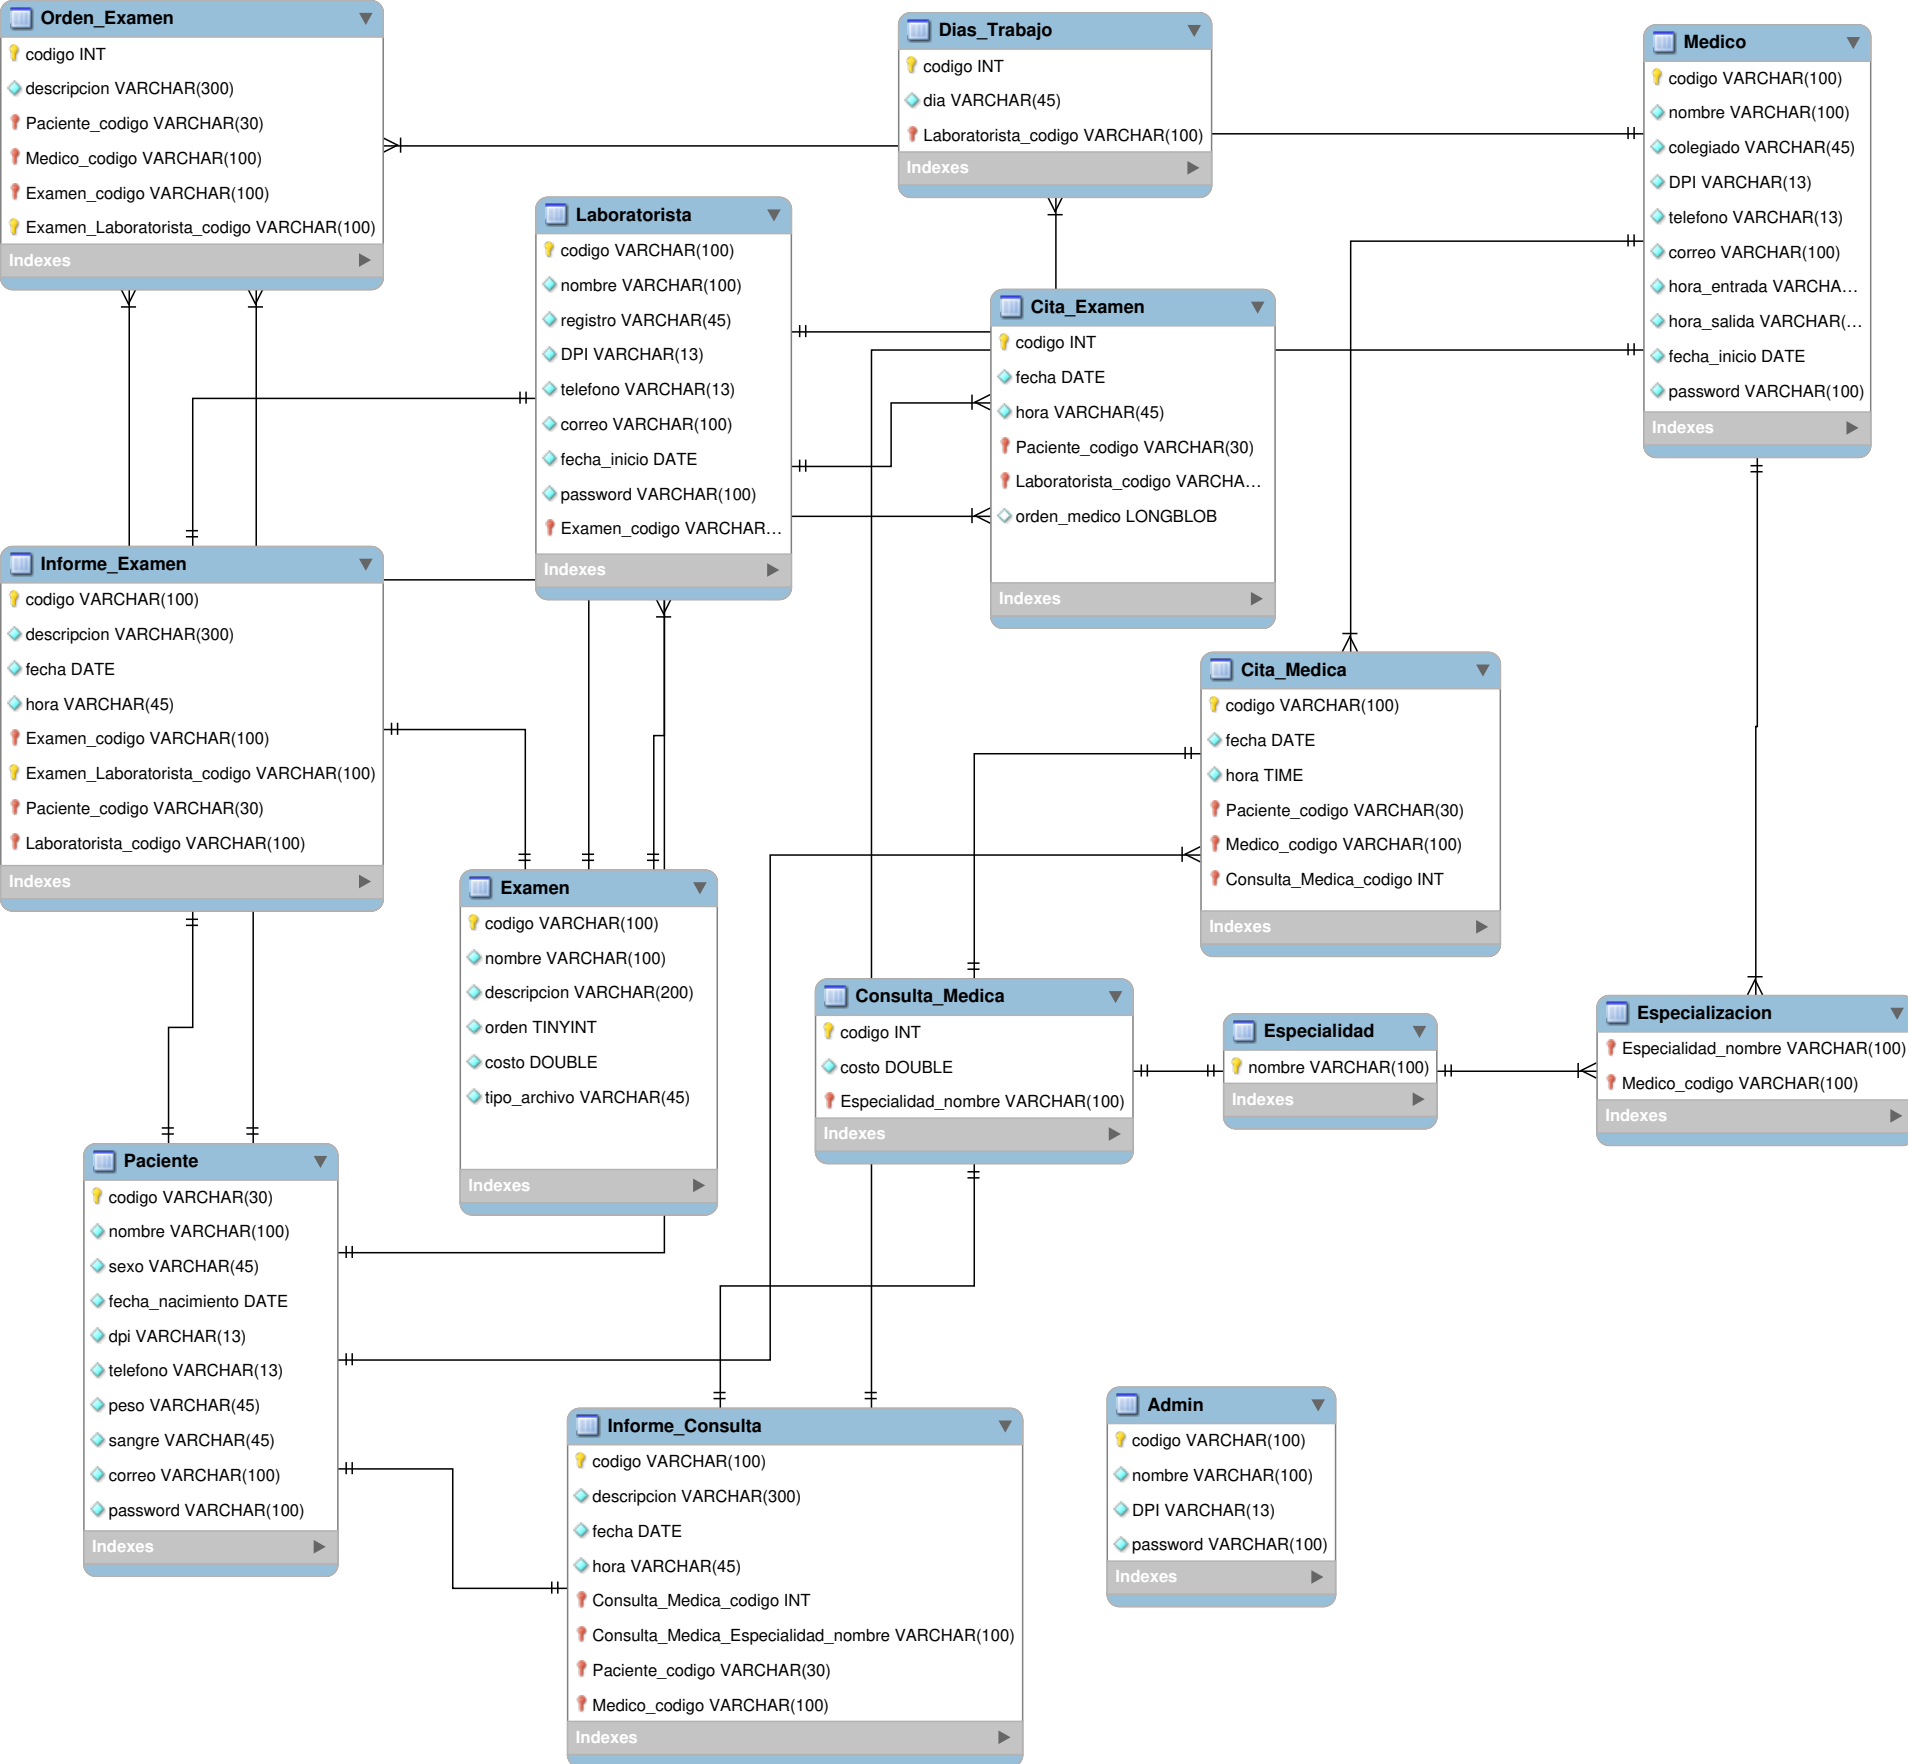 Orden_Examen
codigo INT
descripcion VARCHAR(300)
Paciente_codigo VARCHAR(30)
Medico_codigo VARCHAR(100)
Examen_codigo VARCHAR(100)
Examen_Laboratorista_codigo VARCHAR(100)
Indexes
Dias_Trabajo
codigo INT
dia VARCHAR(45)
Laboratorista_codigo VARCHAR(100)
Indexes
Medico
codigo VARCHAR(100)
nombre VARCHAR(100)
colegiado VARCHAR(45)
DPI VARCHAR(13)
telefono VARCHAR(13)
correo VARCHAR(100)
hora_entrada VARCHA...
hora_salida VARCHAR(...
fecha_inicio DATE
password VARCHAR(100)
Indexes
Laboratorista
codigo VARCHAR(100)
nombre VARCHAR(100)
registro VARCHAR(45)
DPI VARCHAR(13)
telefono VARCHAR(13)
correo VARCHAR(100)
fecha_inicio DATE
password VARCHAR(100)
Examen_codigo VARCHAR...
Indexes
Cita_Examen
codigo INT
fecha DATE
hora VARCHAR(45)
Paciente_codigo VARCHAR(30)
Laboratorista_codigo VARCHA...
orden_medico LONGBLOB
Indexes
Informe_Examen
codigo VARCHAR(100)
descripcion VARCHAR(300)
fecha DATE
hora VARCHAR(45)
Examen_codigo VARCHAR(100)
Examen_Laboratorista_codigo VARCHAR(100)
Paciente_codigo VARCHAR(30)
Laboratorista_codigo VARCHAR(100)
Indexes
Cita_Medica
codigo VARCHAR(100)
fecha DATE
hora TIME
Paciente_codigo VARCHAR(30)
Medico_codigo VARCHAR(100)
Consulta_Medica_codigo INT
Indexes
Examen
codigo VARCHAR(100)
nombre VARCHAR(100)
descripcion VARCHAR(200)
orden TINYINT
costo DOUBLE
tipo_archivo VARCHAR(45)
Indexes
Consulta_Medica
codigo INT
costo DOUBLE
Especialidad_nombre VARCHAR(100)
Indexes
Especialidad
nombre VARCHAR(100)
Indexes
Especializacion
Especialidad_nombre VARCHAR(100)
Medico_codigo VARCHAR(100)
Indexes
Paciente
codigo VARCHAR(30)
nombre VARCHAR(100)
sexo VARCHAR(45)
fecha_nacimiento DATE
dpi VARCHAR(13)
telefono VARCHAR(13)
peso VARCHAR(45)
sangre VARCHAR(45)
correo VARCHAR(100)
password VARCHAR(100)
Indexes
Informe_Consulta
codigo VARCHAR(100)
descripcion VARCHAR(300)
fecha DATE
hora VARCHAR(45)
Consulta_Medica_codigo INT
Consulta_Medica_Especialidad_nombre VARCHAR(100)
Paciente_codigo VARCHAR(30)
Medico_codigo VARCHAR(100)
Indexes
Admin
codigo VARCHAR(100)
nombre VARCHAR(100)
DPI VARCHAR(13)
password VARCHAR(100)
Indexes